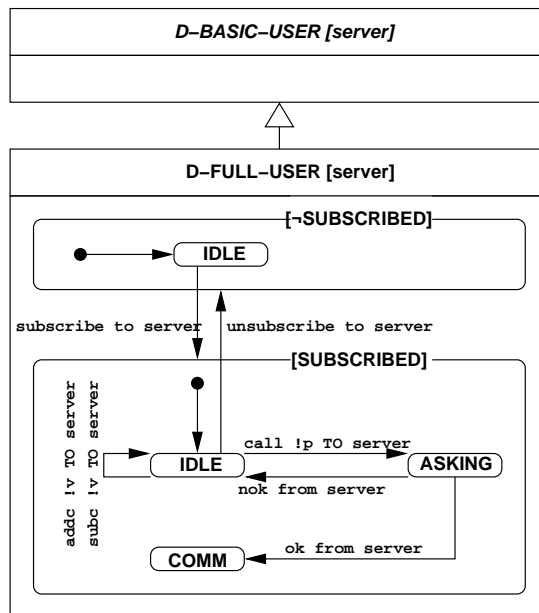 D–BASIC–USER [server]
D–FULL–USER [server]
[¬SUBSCRIBED]
IDLE
subscribe to server
unsubscribe to server
[SUBSCRIBED]
addc !v TO server
subc !v TO server
call !p TO server
IDLE
ASKING
nok from server
ok from server
COMM